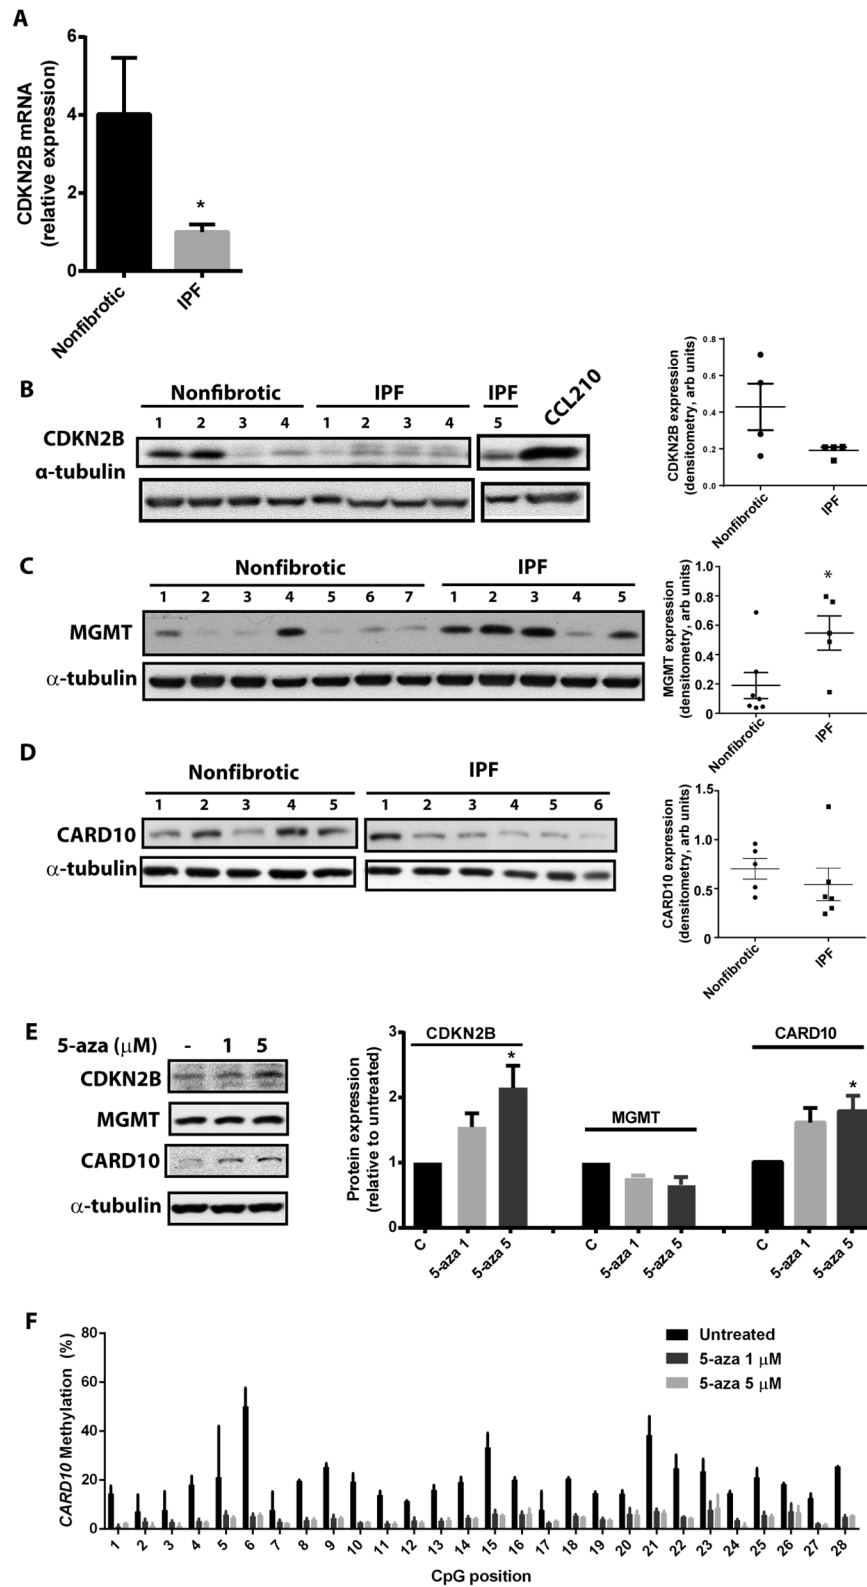 A
CDKN2B mRNA
(relative expression)
6
4
2
0
*
Nonfibrotic
IPF
B
Nonfibrotic
IPF
IPF
CCL210
1 2 3 4 1 2 3 4 5
CDKN2B
α-tubulin
CDKN2B expression
(densitometry, arb units)
0.8
0.6
0.4
0.2
0.0
Nonfibrotic
IPF
C
Nonfibrotic
IPF
1 2 3 4 5 6 7 1 2 3 4 5
MGMT
α-tubulin
MGMT expression
(densitometry, arb units)
1.0
0.8
0.6
0.4
0.2
0
*
Nonfibrotic
IPF
D
Nonfibrotic
IPF
1 2 3 4 5 1 2 3 4 5 6
CARD10
α-tubulin
CARD10 expression
(densitometry, arb units)
1.5
1.0
0.5
0
Nonfibrotic
IPF
E
5-aza (μM) - 1 5
CDKN2B
MGMT
CARD10
α-tubulin
Protein expression
(relative to untreated)
3
2
1
0
CDKN2B
*
MGMT
CARD10
*
C
5-aza 1
5-aza 5
C
5-aza 1
5-aza 5
C
5-aza 1
5-aza 5
F
CARD10 Methylation (%)
80
60
40
20
0
Untreated
5-aza 1 μM
5-aza 5 μM
1 2 3 4 5 6 7 8 9 10 11 12 13 14 15 16 17 18 19 20 21 22 23 24 25 26 27 28
CpG position